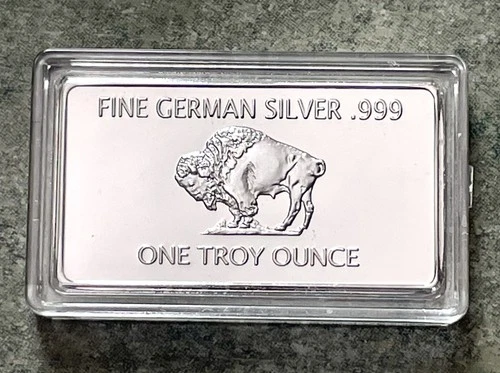 FINE GERMAN SILVER .999
ONE TROY OUNCE